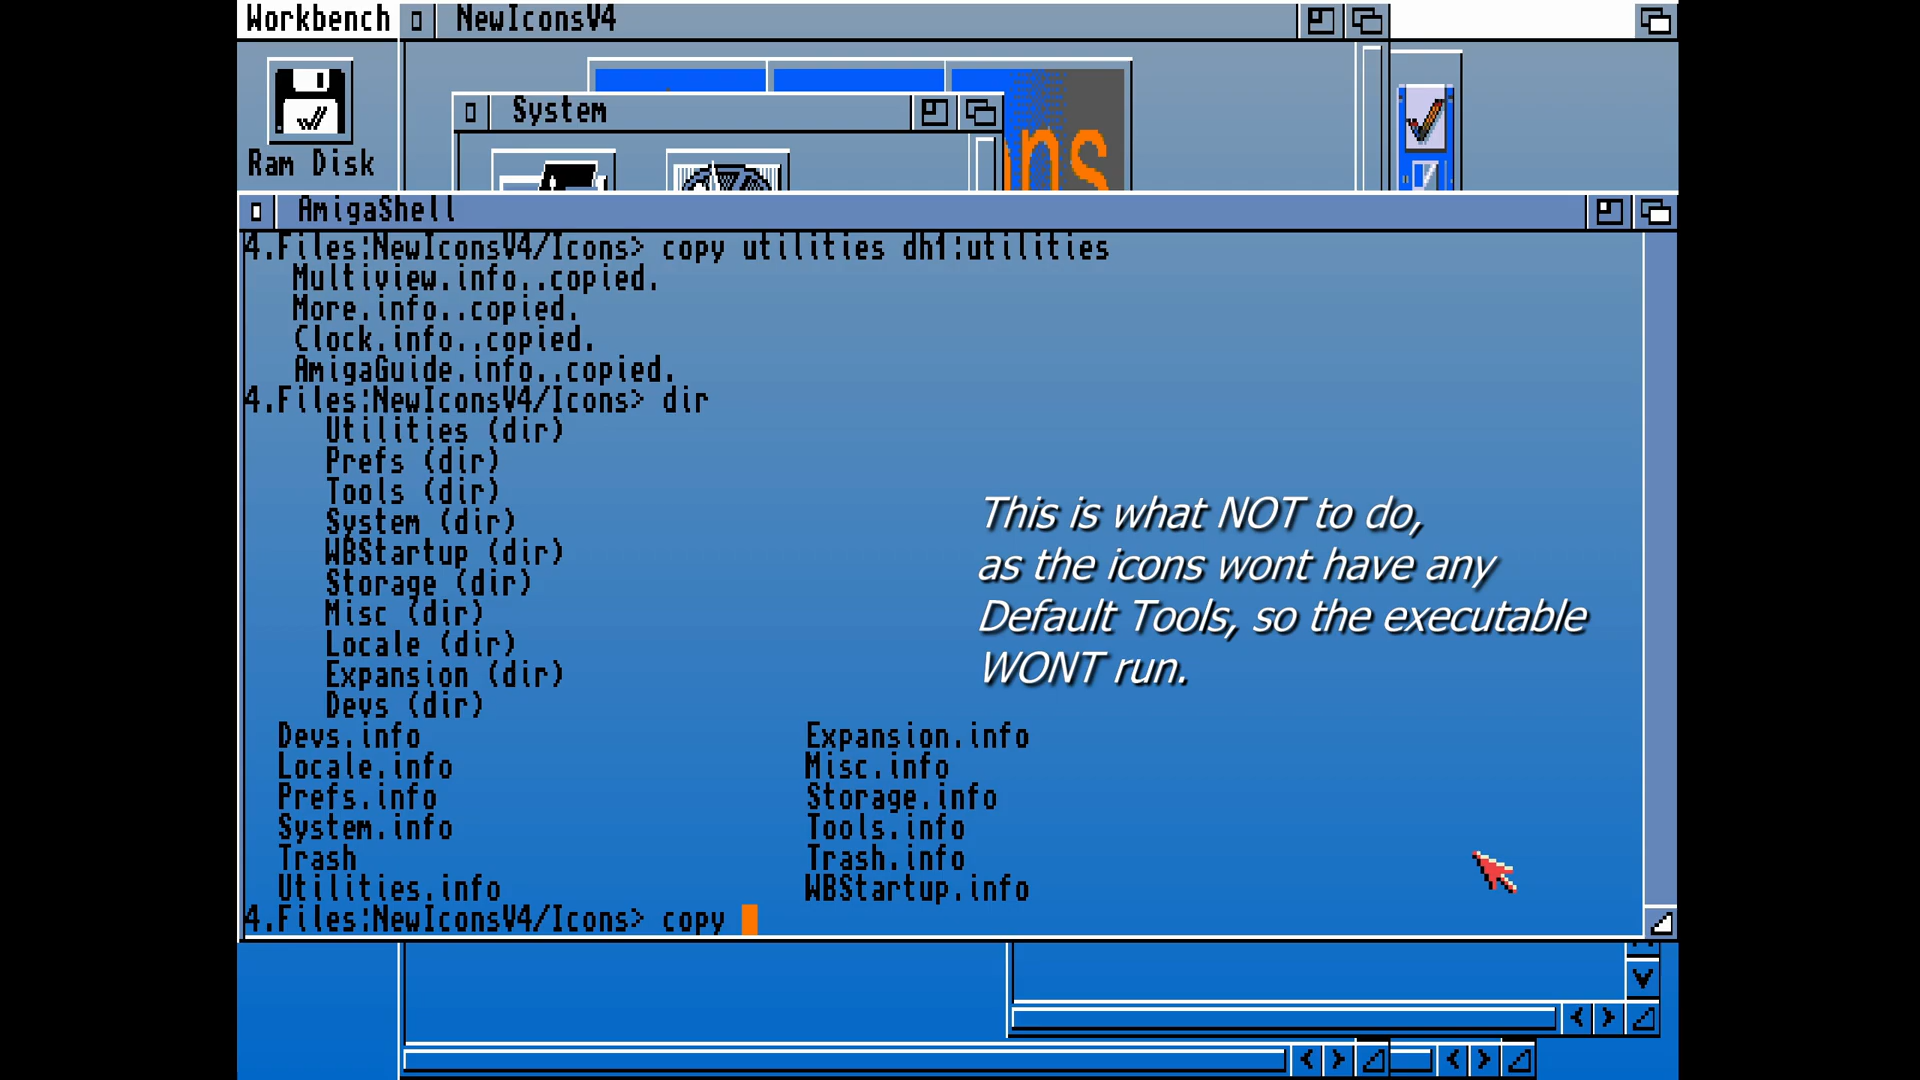 Workbench
NewIconsV4
Ram Disk
System
ons
AmigaShell
4.Files:NewIconsV4/Icons> copy utilities dh1:utilities
Multiview.info..copied.
More.info..copied.
Clock.info..copied.
AmigaGuide.info..copied.
4.Files:NewIconsV4/Icons> dir
Utilities (dir)
Prefs (dir)
Tools (dir)
System (dir)
WBStartup (dir)
Storage (dir)
Misc (dir)
Locale (dir)
Expansion (dir)
Devs (dir)
Devs.info Expansion.info
Locale.info Misc.info
Prefs.info Storage.info
System.info Tools.info
Trash Trash.info
Utilities.info WBStartup.info
4.Files:NewIconsV4/Icons> copy
This is what NOT to do,
as the icons wont have any
Default Tools, so the executable
WONT run.